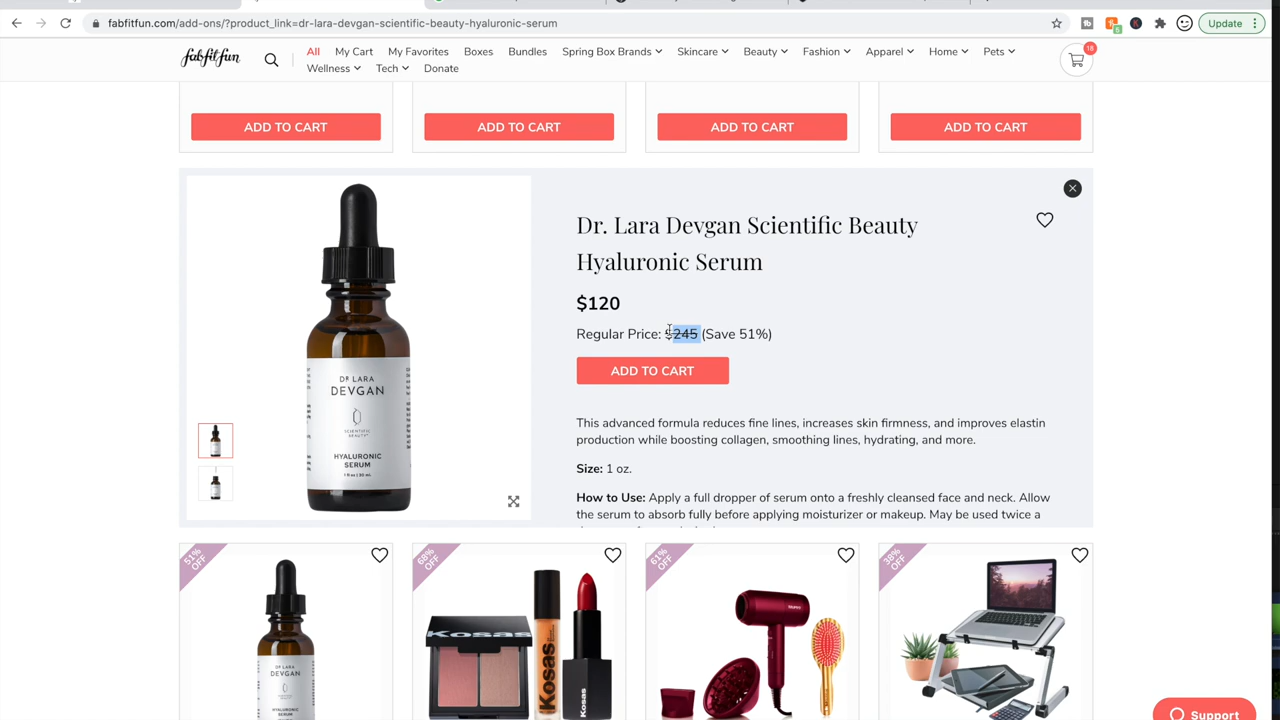 fabfitfun.com/add-ons/?product_link=dr-lara-devgan-scientific-beauty-hyaluronic-serum
Update
fabfitfun
All My Cart My Favorites Boxes Bundles Spring Box Brands Skincare Beauty Fashion Apparel Home Pets
Wellness Tech Donate
18
ADD TO CART ADD TO CART ADD TO CART ADD TO CART
Dr. Lara Devgan Scientific Beauty
Hyaluronic Serum
$120
Regular Price: $245 (Save 51%)
ADD TO CART
This advanced formula reduces fine lines, increases skin firmness, and improves elastin
production while boosting collagen, smoothing lines, hydrating, and more.
Size: 1 oz.
How to Use: Apply a full dropper of serum onto a freshly cleansed face and neck. Allow
the serum to absorb fully before applying moisturizer or makeup. May be used twice a
DR. LARA
DEVGAN
SCIENTIFIC
BEAUTY
HYALURONIC
SERUM
51% OFF
68% OFF
61% OFF
38% OFF
DR. LARA
DEVGAN
HYALURONIC
Kosas
Kosas
Kosas
Support